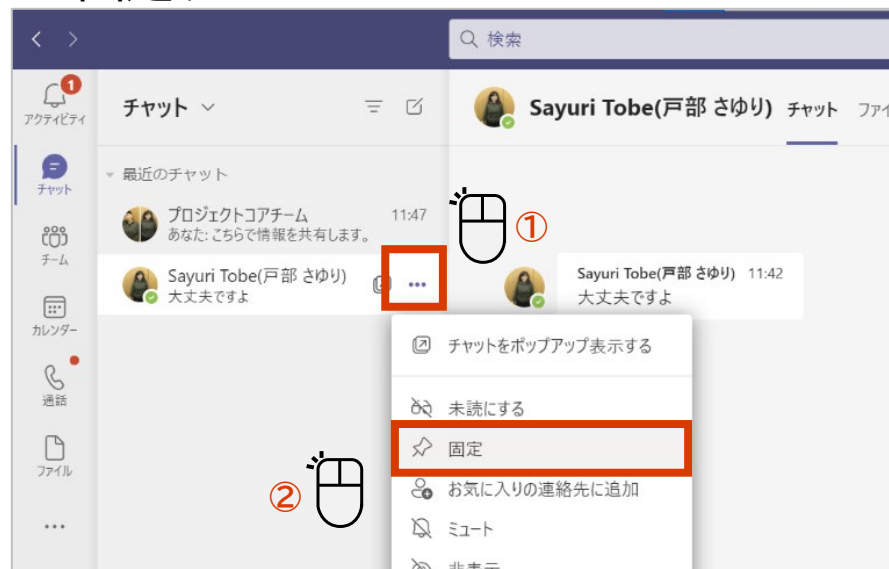 検索
1
アクティビティ
チャット
Sayuri Tobe(戸部 さゆり) チャット
最近のチャット
チャット
プロジェクトコアチーム 11:47
あなた: こちらで情報を共有します。
①
チーム
Sayuri Tobe(戸部 さゆり)
大丈夫ですよ
Sayuri Tobe(戸部 さゆり) 11:42
大丈夫ですよ
カレンダー
チャットをポップアップ表示する
通話
未読にする
固定
ファイル
②
お気に入りの連絡先に追加
ミュート